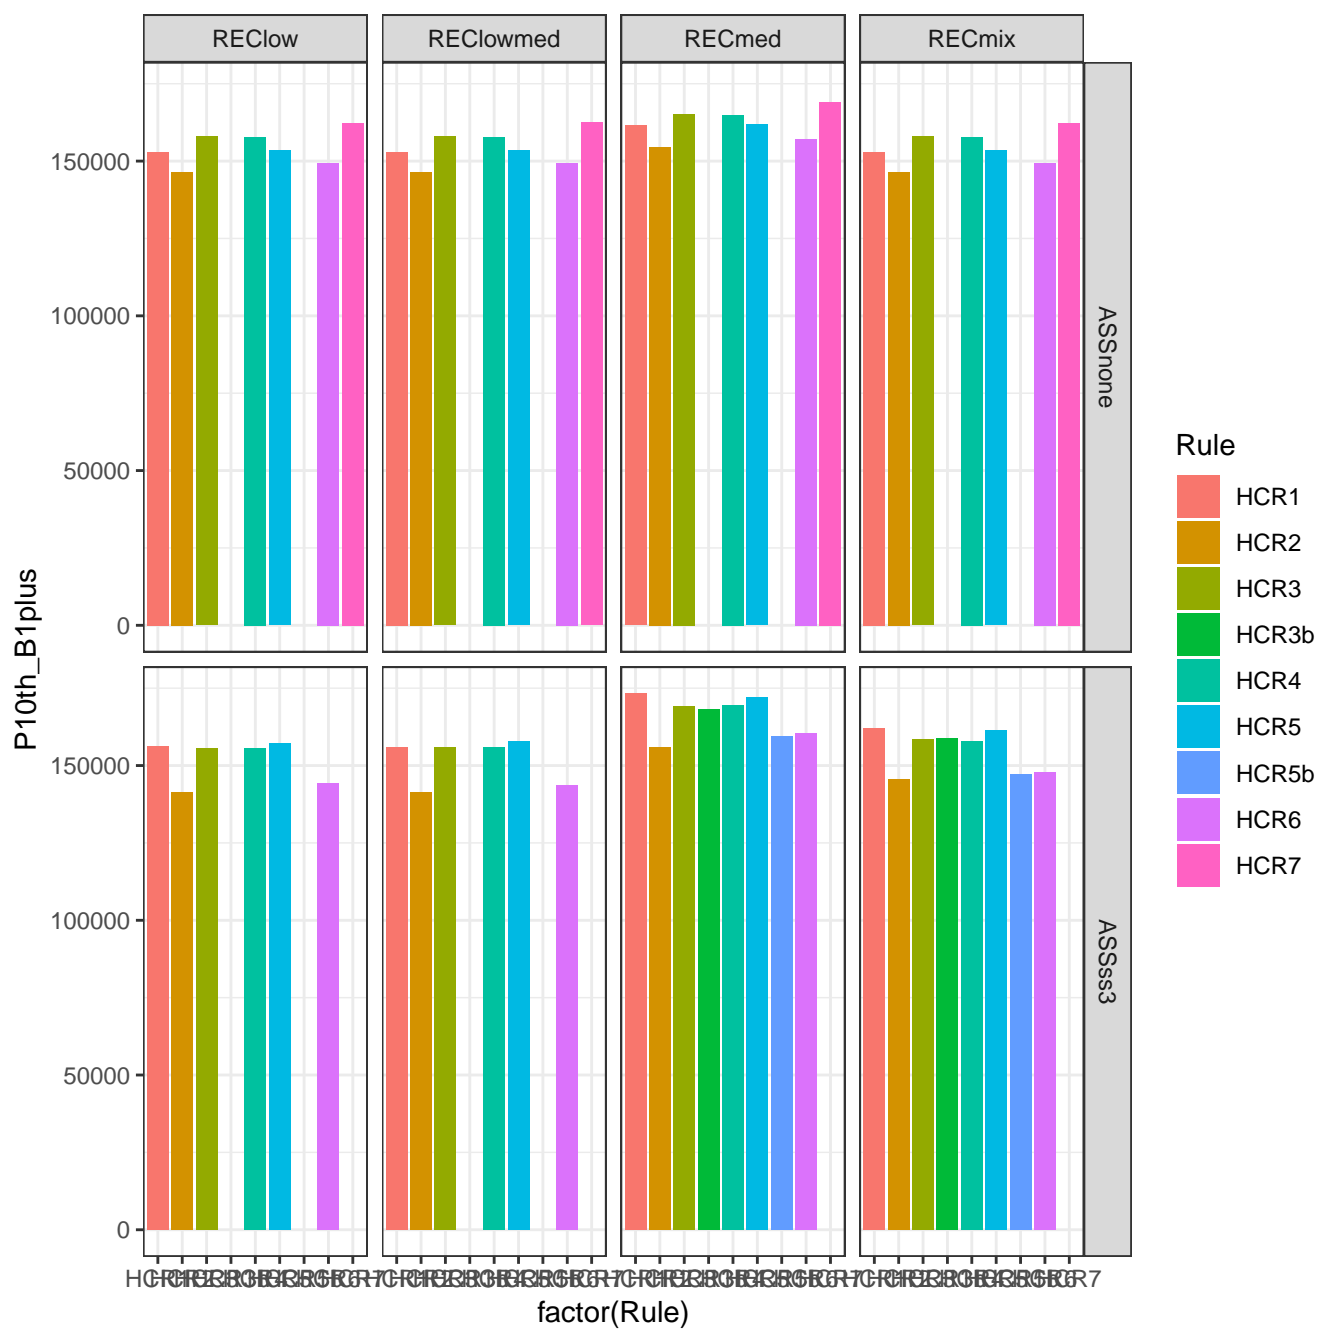 REClow
REClowmed
RECmed
RECmix
150000
100000
50000
0
ASSnone
150000
100000
50000
0
ASSss3
P10th_B1plus
factor(Rule)
Rule
HCR1
HCR2
HCR3
HCR3b
HCR4
HCR5
HCR5b
HCR6
HCR7